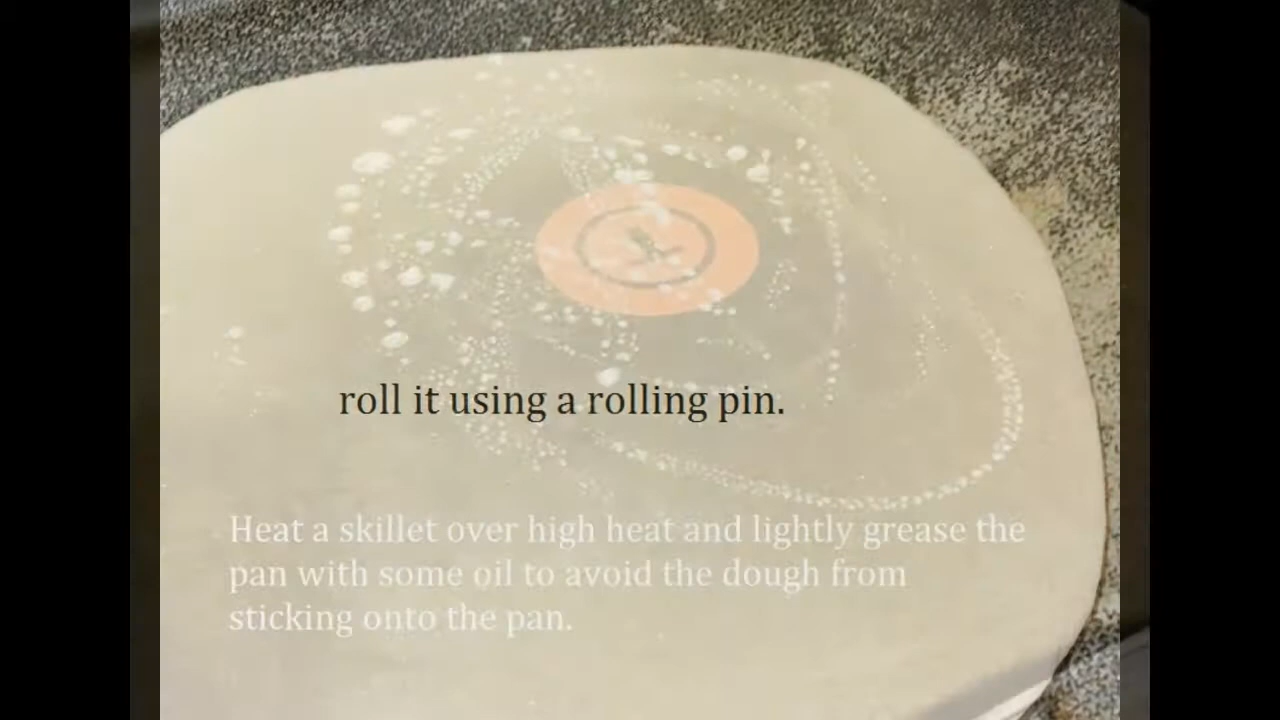 roll it using a rolling pin.
Heat a skillet over high heat and lightly grease the
pan with some oil to avoid the dough from
sticking onto the pan.